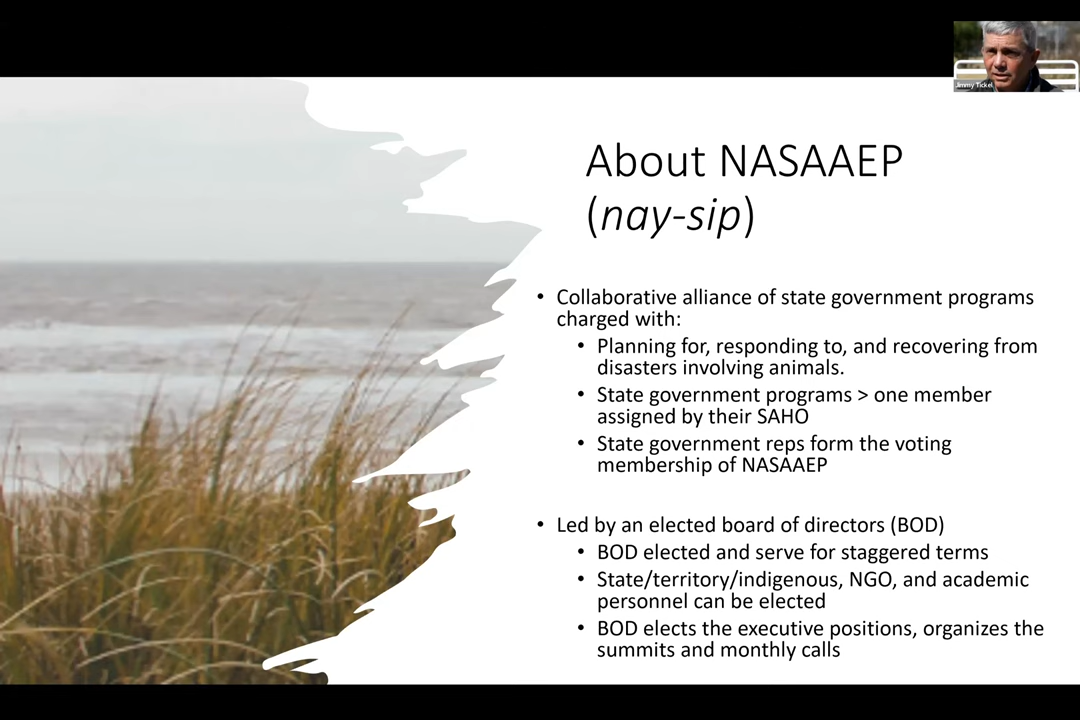 Jimmy Tickel
About NASAAEP
(nay-sip)
• Collaborative alliance of state government programs
charged with:
• Planning for, responding to, and recovering from
disasters involving animals.
• State government programs > one member
assigned by their SAHO
• State government reps form the voting
membership of NASAAEP
• Led by an elected board of directors (BOD)
• BOD elected and serve for staggered terms
• State/territory/indigenous, NGO, and academic
personnel can be elected
• BOD elects the executive positions, organizes the
summits and monthly calls